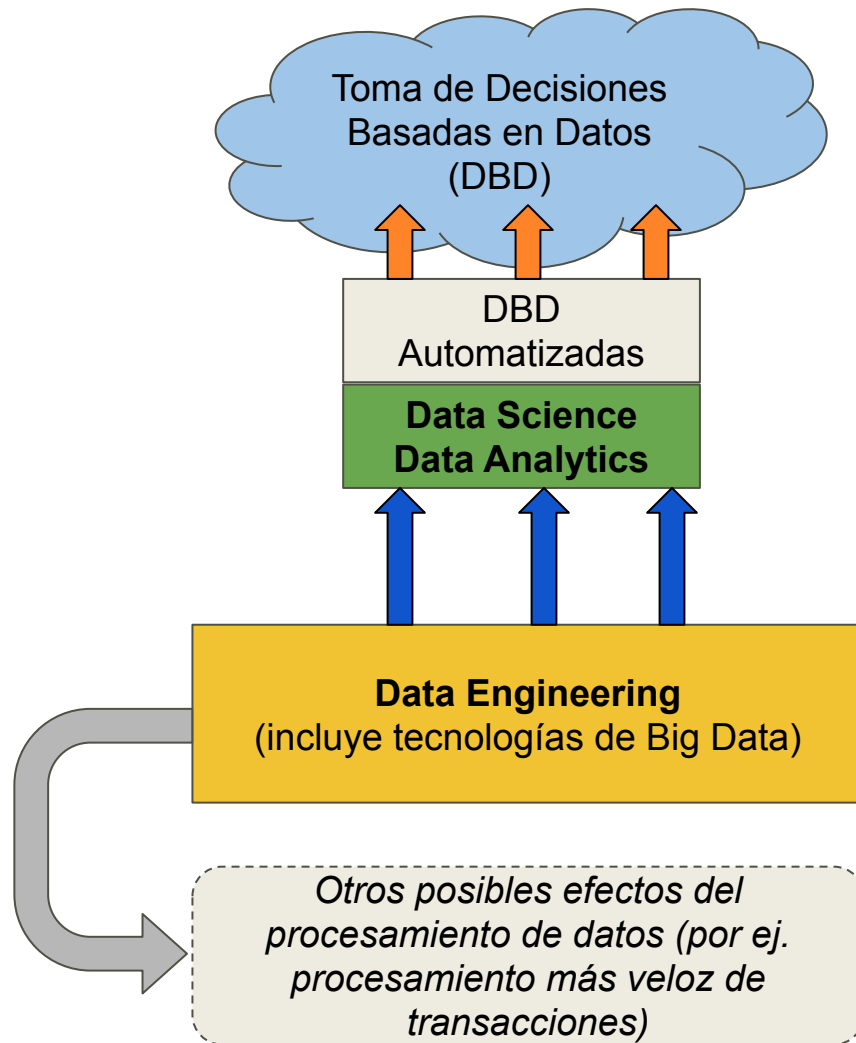 Toma de Decisiones
Basadas en Datos
(DBD)
DBD
Automatizadas
Data Science
Data Analytics
Data Engineering
(incluye tecnologías de Big Data)
Otros posibles efectos del
procesamiento de datos (por ej.
procesamiento más veloz de
transacciones)